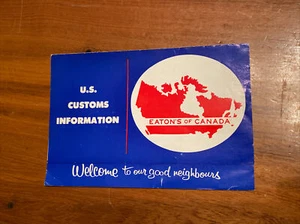 U.S.
CUSTOMS
INFORMATION
EATON'S OF CANADA
Welcome to our good neighbours